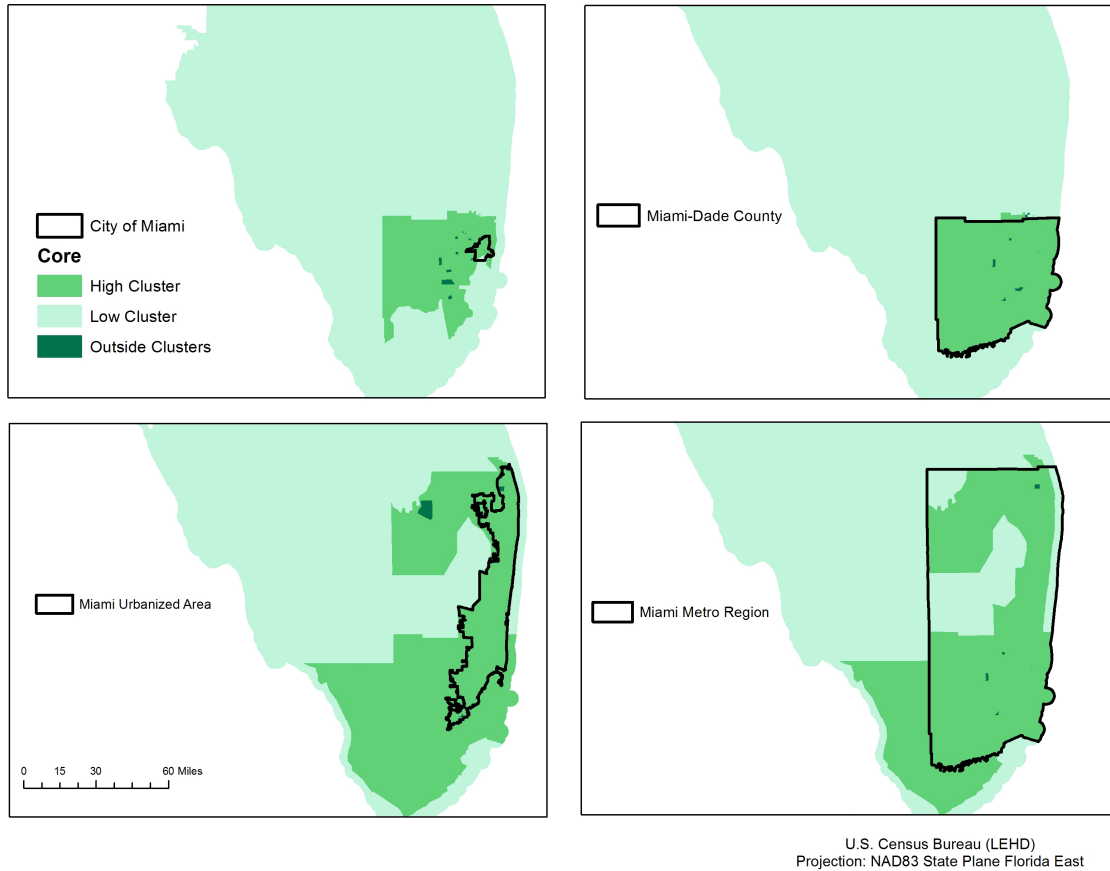 City of Miami
Core
High Cluster
Low Cluster
Outside Clusters
Miami-Dade County
Miami Urbanized Area
0 15 30 60 Miles
Miami Metro Region
U.S. Census Bureau (LEHD)
Projection: NAD83 State Plane Florida East